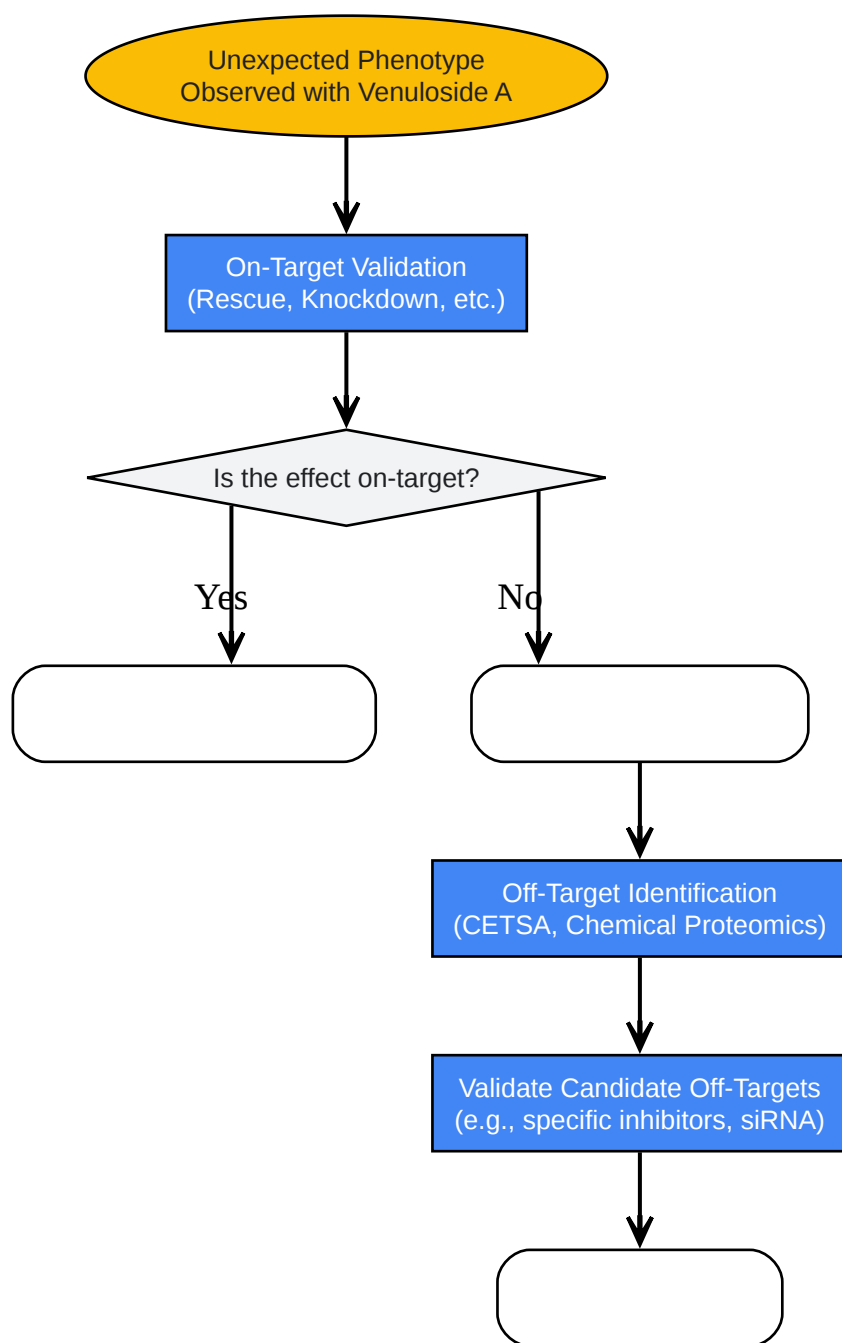 Unexpected Phenotype
Observed with Venuloside A
On-Target Validation
(Rescue, Knockdown, etc.)
Is the effect on-target?
Yes
No
Off-Target Identification
(CETSA, Chemical Proteomics)
Validate Candidate Off-Targets
(e.g., specific inhibitors, siRNA)